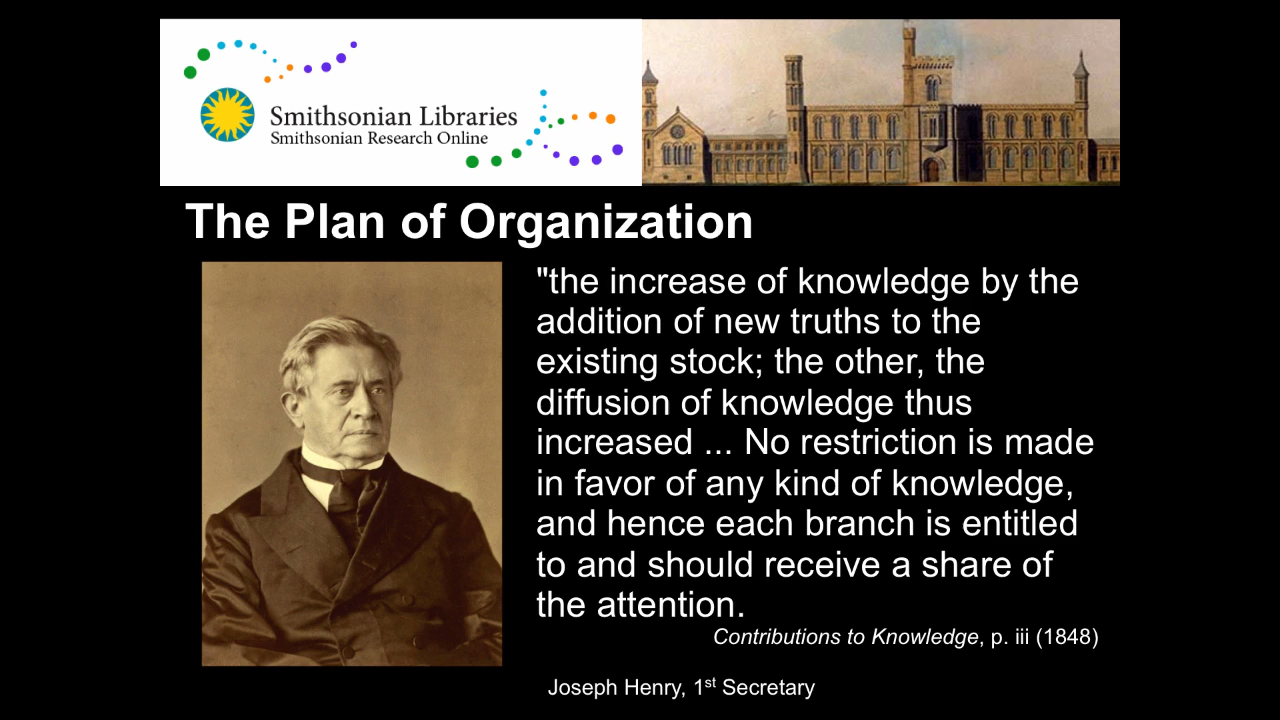 Smithsonian Libraries
Smithsonian Research Online
The Plan of Organization
"the increase of knowledge by the
addition of new truths to the
existing stock; the other, the
diffusion of knowledge thus
increased ... No restriction is made
in favor of any kind of knowledge,
and hence each branch is entitled
to and should receive a share of
the attention.
Contributions to Knowledge, p. iii (1848)
Joseph Henry, 1st Secretary